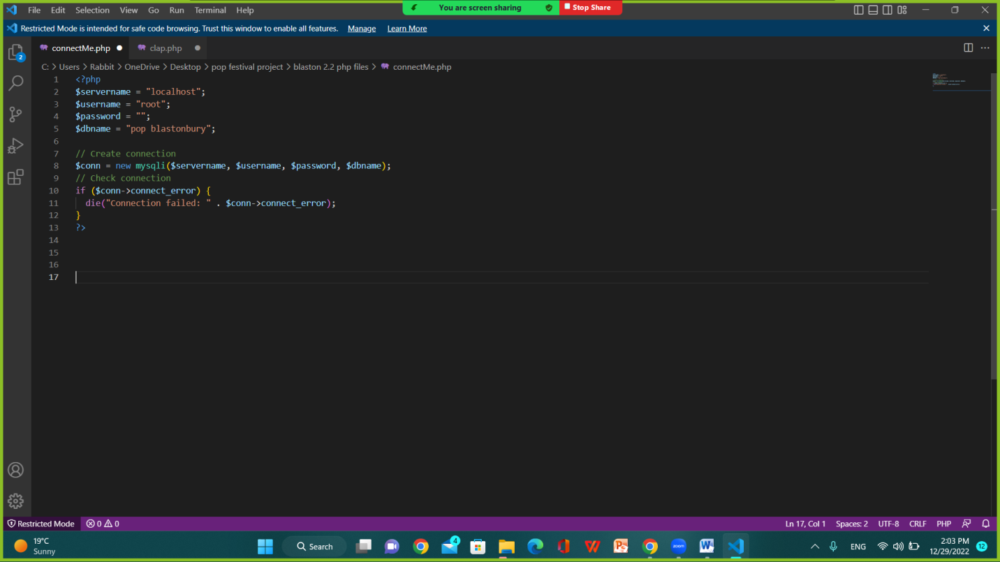 File Edit Selection View Go Run Terminal Help
You are screen sharing Stop Share
Restricted Mode is intended for safe code browsing. Trust this window to enable all features. Manage Learn More
connectMe.php clap.php
2
C: > Users > Rabbit > OneDrive > Desktop > pop festival project > blaston 2.2 php files > connectMe.php
1 <?php
2 $servername = "localhost";
3 $username = "root";
4 $password = "";
5 $dbname = "pop blastonbury";
6
7 // Create connection
8 $conn = new mysqli($servername, $username, $password, $dbname);
9 // Check connection
10 if ($conn->connect_error) {
11 die("Connection failed: " . $conn->connect_error);
12 }
13 ?>
14
15
16
17
Restricted Mode 0 0 Ln 17, Col 1 Spaces: 2 UTF-8 CRLF PHP
19°C
Sunny
Search
4
zoom
ENG
2:03 PM
12/29/2022
12